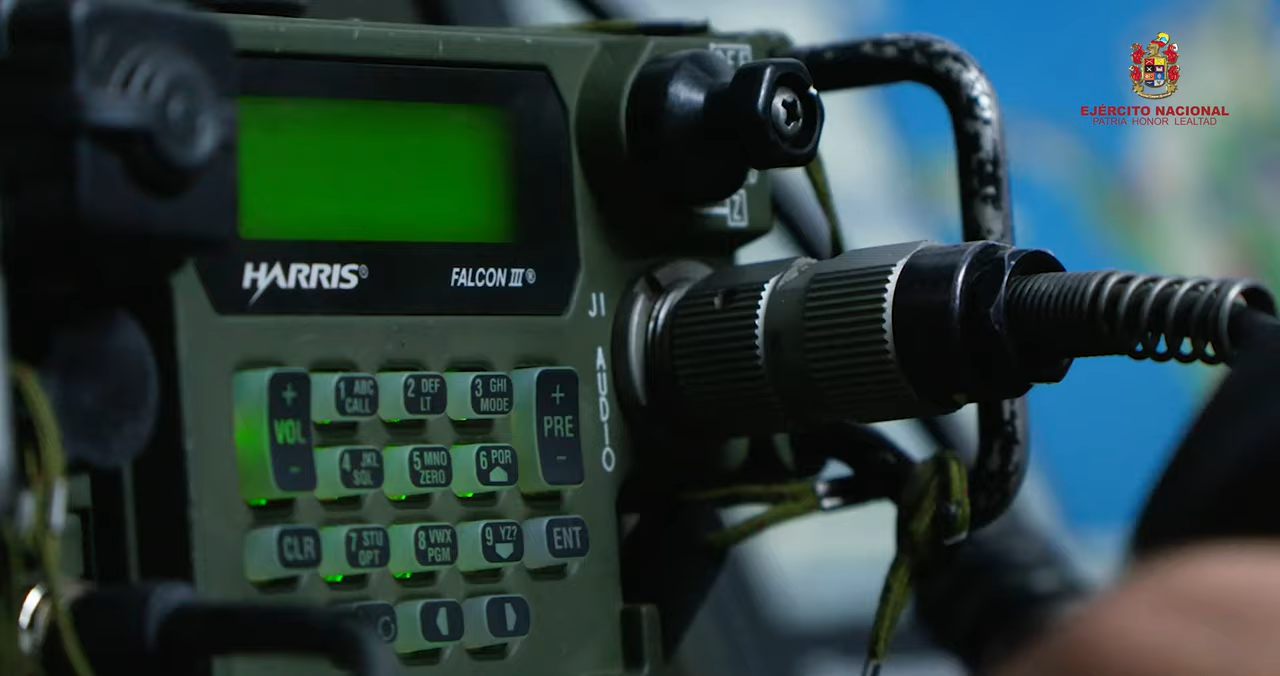 EJÉRCITO NACIONAL
PATRIA HONOR LEALTAD
HARRIS®
FALCON III®
J1
AUDIO
+
VOL
-
1 ABC
CALL
2 DEF
LT
3 GHI
MODE
+
PRE
-
4 JKL
SQL
5 MNO
ZERO
6 PQR
CLR
7 STU
OPT
8 VWX
PGM
9 YZ?
ENT